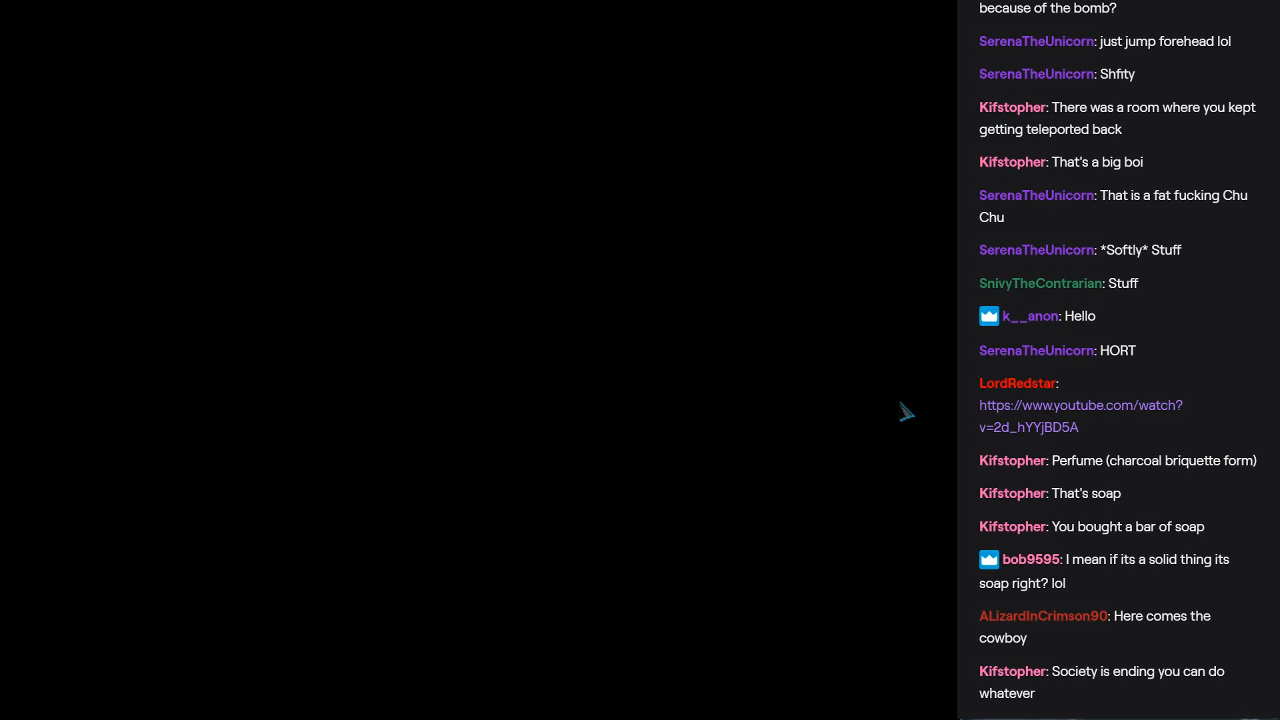 because of the bomb?
SerenaTheUnicorn: just jump forehead lol
SerenaTheUnicorn: Shfity
Kifstopher: There was a room where you kept
getting teleported back
Kifstopher: That's a big boi
SerenaTheUnicorn: That is a fat fucking Chu
Chu
SerenaTheUnicorn: *Softly* Stuff
SnivyTheContrarian: Stuff
k__anon: Hello
SerenaTheUnicorn: HORT
LordRedstar:
https://www.youtube.com/watch?
v=2d_hYYjBD5A
Kifstopher: Perfume (charcoal briquette form)
Kifstopher: That's soap
Kifstopher: You bought a bar of soap
bob9595: I mean if its a solid thing its
soap right? lol
ALizardInCrimson90: Here comes the
cowboy
Kifstopher: Society is ending you can do
whatever